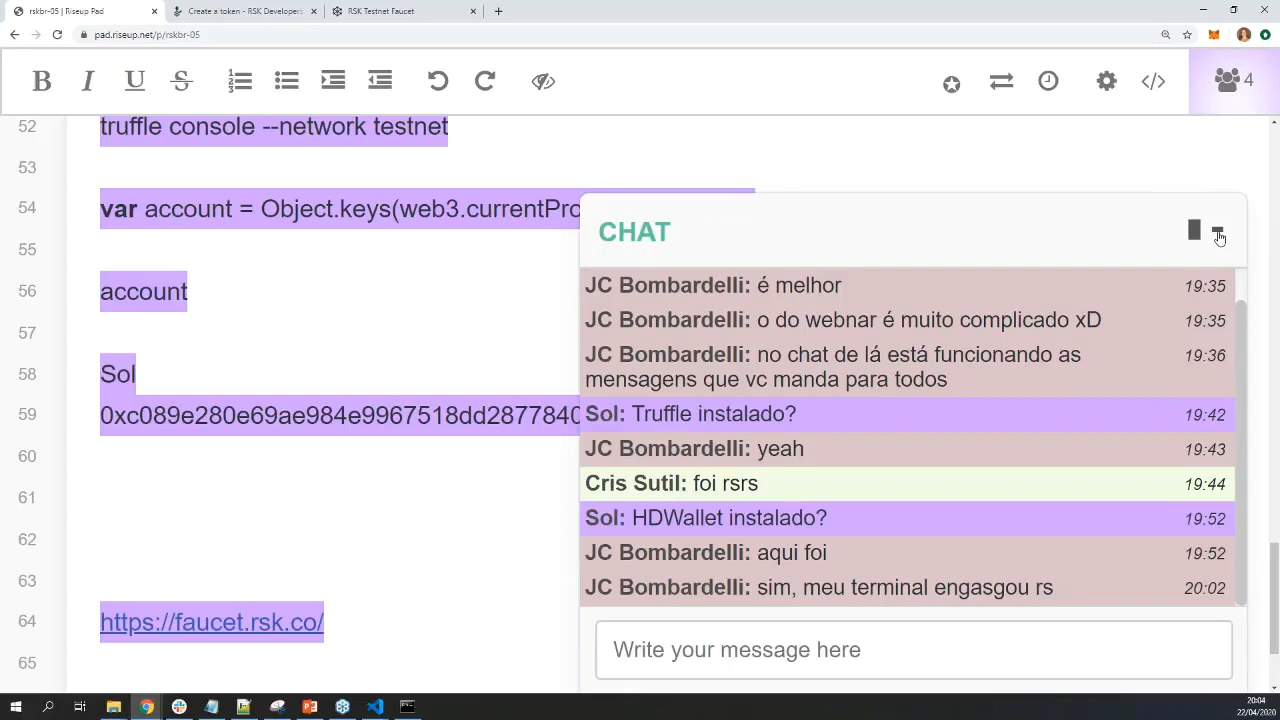 rskbr-05 | Riseup Pad
Create a token - RSK Developers
RSK Testnet Faucet
pad.riseup.net/p/rskbr-05
B I U S
4
52 truffle console --network testnet
53
54 var account = Object.keys(web3.currentPro
55
56 account
57
58 Sol
59 0xc089e280e69ae984e9967518dd2877840
60
61
62
63
64 https://faucet.rsk.co/
65
CHAT
JC Bombardelli: é melhor 19:35
JC Bombardelli: o do webnar é muito complicado xD 19:35
JC Bombardelli: no chat de lá está funcionando as 19:36
mensagens que vc manda para todos
Sol: Truffle instalado? 19:42
JC Bombardelli: yeah 19:43
Cris Sutil: foi rsrs 19:44
Sol: HDWallet instalado? 19:52
JC Bombardelli: aqui foi 19:52
JC Bombardelli: sim, meu terminal engasgou rs 20:02
Write your message here
20:04
22/04/2020